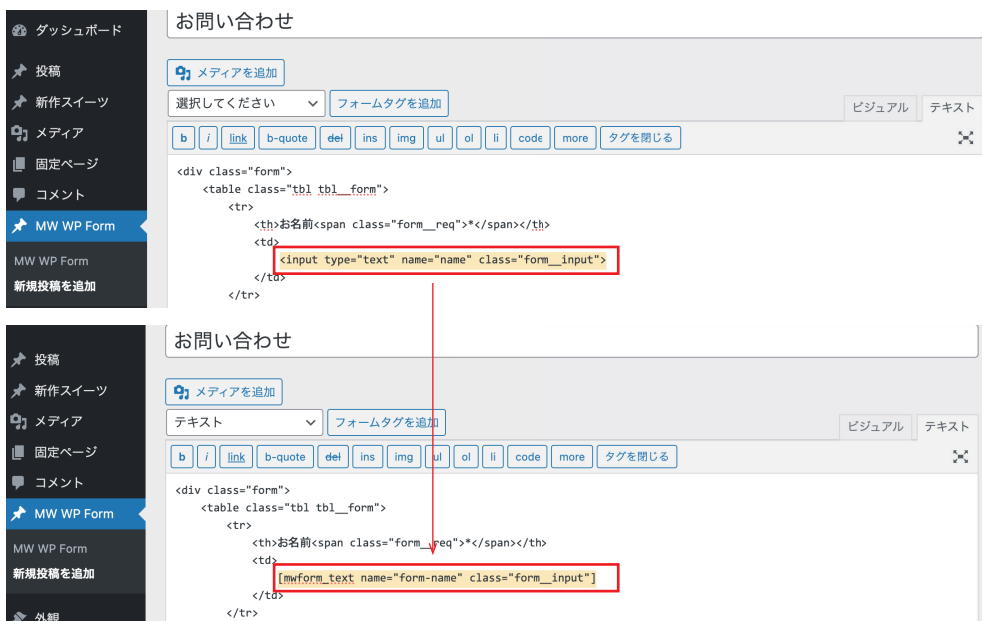 ダッシュボード
投稿
新作スイーツ
メディア
固定ページ
コメント
MW WP Form
MW WP Form
新規投稿を追加
お問い合わせ
メディアを追加
選択してください フォームタグを追加
ビジュアル テキスト
b i link b-quote del ins img ul ol li code more タグを閉じる
<div class="form">
<table class="tbl tbl__form">
<tr>
<th>お名前<span class="form__req">*</span></th>
<td>
<input type="text" name="name" class="form__input">
</td>
</tr>
投稿
新作スイーツ
メディア
固定ページ
コメント
MW WP Form
MW WP Form
新規投稿を追加
外観
お問い合わせ
メディアを追加
テキスト フォームタグを追加
ビジュアル テキスト
b i link b-quote del ins img ul ol li code more タグを閉じる
<div class="form">
<table class="tbl tbl__form">
<tr>
<th>お名前<span class="form__req">*</span></th>
<td>
[mwform_text name="form-name" class="form__input"]
</td>
</tr>